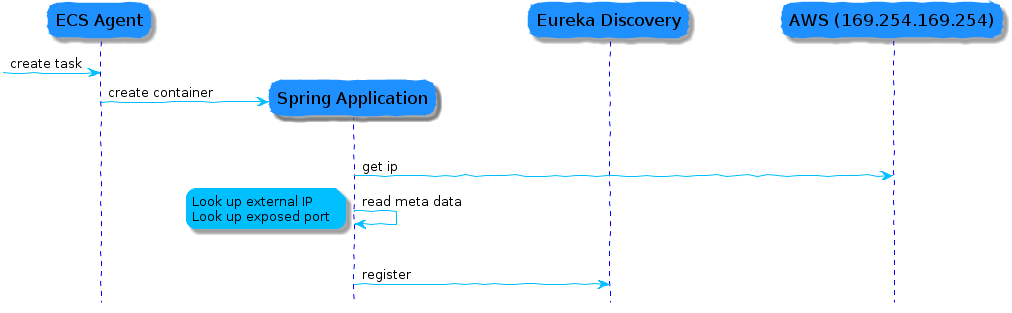 ECS Agent
Eureka Discovery
AWS (169.254.169.254)
create task
create container
Spring Application
get ip
Look up external IP
Look up exposed port
read meta data
register